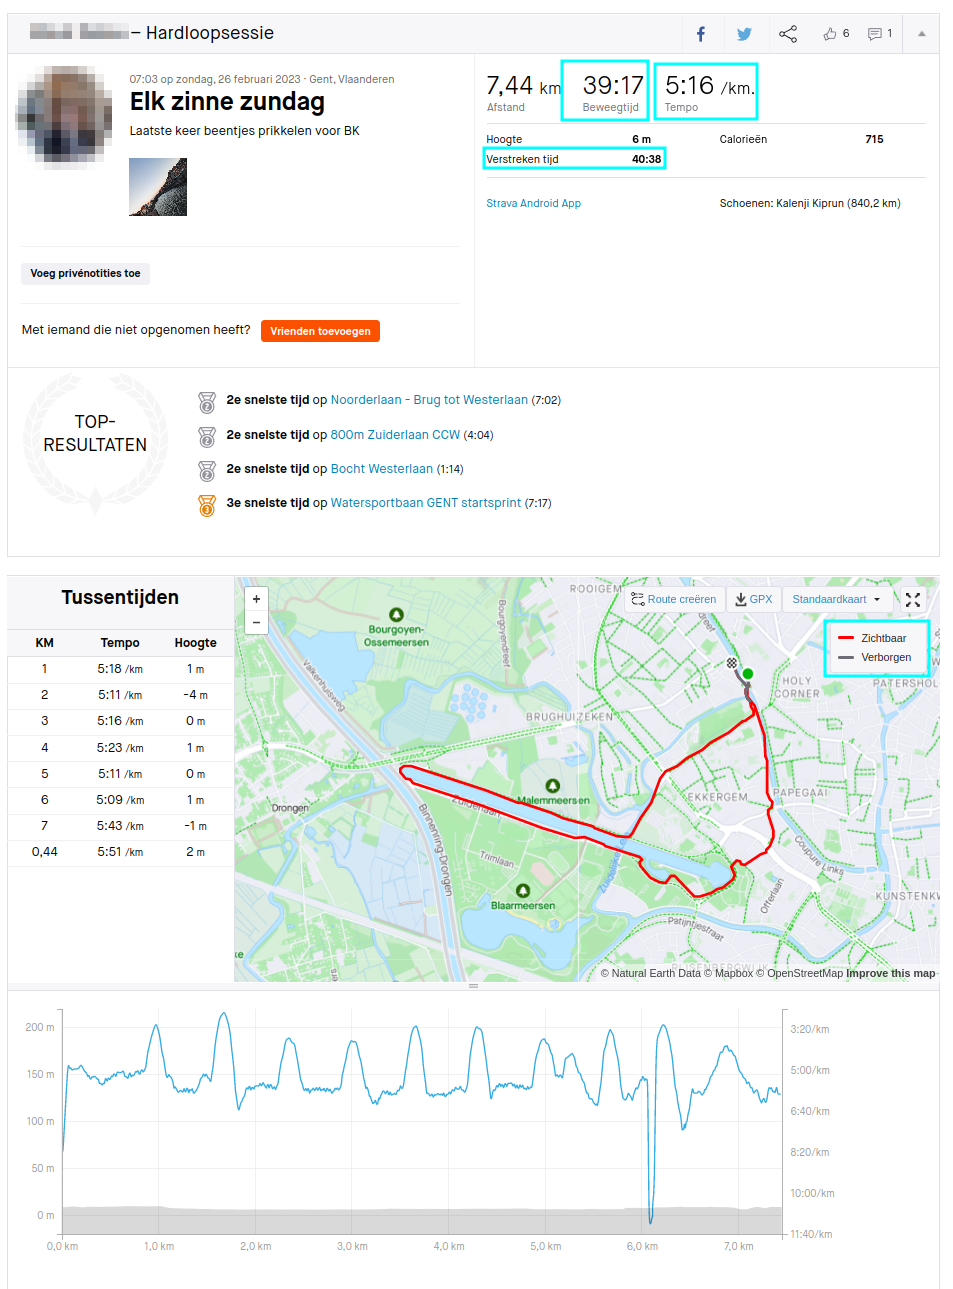 – Hardloopsessie
6
1
07:03 op zondag, 26 februari 2023 · Gent, Vlaanderen
Elk zinne zundag
Laatste keer beentjes prikkelen voor BK
7,44 km
39:17
5:16 /km.
Afstand
Beweegtijd
Tempo
Hoogte
6 m
Calorieën
715
Verstreken tijd
40:38
Strava Android App
Schoenen: Kalenji Kiprun (840,2 km)
Voeg privénotities toe
Met iemand die niet opgenomen heeft?
Vrienden toevoegen
TOP-
RESULTATEN
2e snelste tijd op Noorderlaan - Brug tot Westerlaan (7:02)
2e snelste tijd op 800m Zuiderlaan CCW (4:04)
2e snelste tijd op Bocht Westerlaan (1:14)
3e snelste tijd op Watersportbaan GENT startsprint (7:17)
Tussentijden
KM Tempo Hoogte
1 5:18 /km 1 m
2 5:11 /km -4 m
3 5:16 /km 0 m
4 5:23 /km 1 m
5 5:11 /km 0 m
6 5:09 /km 1 m
7 5:43 /km -1 m
0,44 5:51 /km 2 m
+
−
ROOIGEM
Route creëren
GPX
Standaardkaart
Zichtbaar
Verborgen
Bourgoyen-
Ossemeersen
Bourgoyendreef
Valkenhuisweg
HOLY
CORNER
PATERSHOL
BRUGHUIZEKEN
Malemmeersen
EKKERGEM
PAPEGAAI
Drongen
Zuiderlaan
Binnenring-Drongen
Trimlaan
Coupure Links
Offerlaan
KUNSTENKW
Blaarmeersen
Patijntjestraat
© Natural Earth Data © Mapbox © OpenStreetMap Improve this map
200 m
150 m
100 m
50 m
0 m
3:20/km
5:00/km
6:40/km
8:20/km
10:00/km
11:40/km
0,0 km
1,0 km
2,0 km
3,0 km
4,0 km
5,0 km
6,0 km
7,0 km